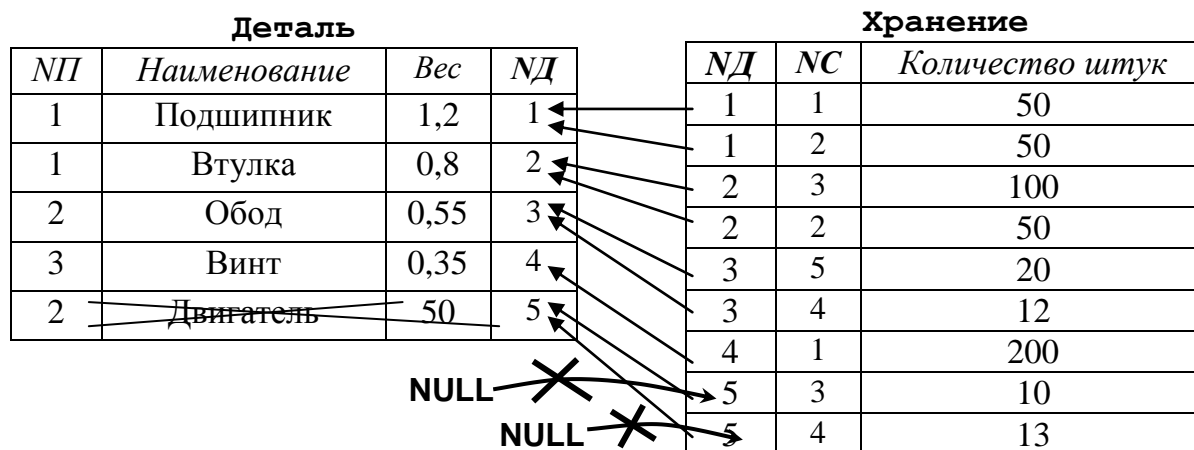 Деталь
NП Наименование Вес NД
1 Подшипник 1,2 1
1 Втулка 0,8 2
2 Обод 0,55 3
3 Винт 0,35 4
2 Двигатель 50 5
Хранение
NД NС Количество штук
1 1 50
1 2 50
2 3 100
2 2 50
3 5 20
3 4 12
4 1 200
5 3 10
5 4 13
NULL
NULL